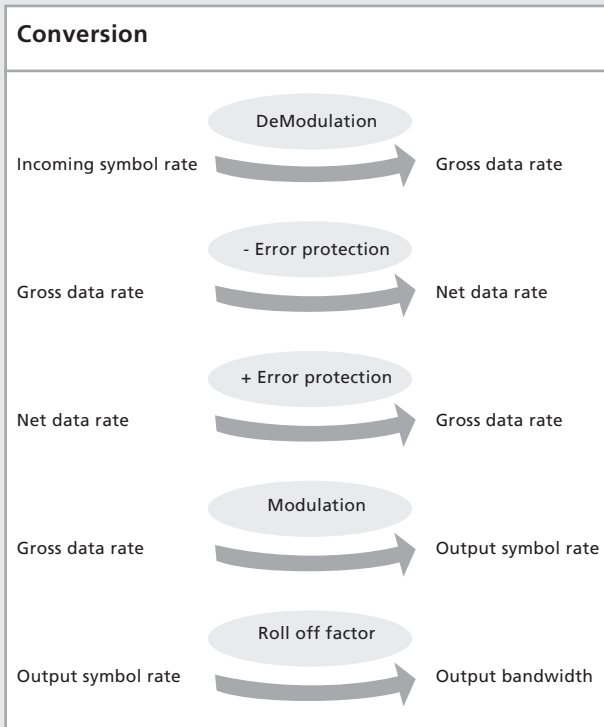 Conversion
DeModulation
Incoming symbol rate
Gross data rate
- Error protection
Gross data rate
Net data rate
+ Error protection
Net data rate
Gross data rate
Modulation
Gross data rate
Output symbol rate
Roll off factor
Output symbol rate
Output bandwidth